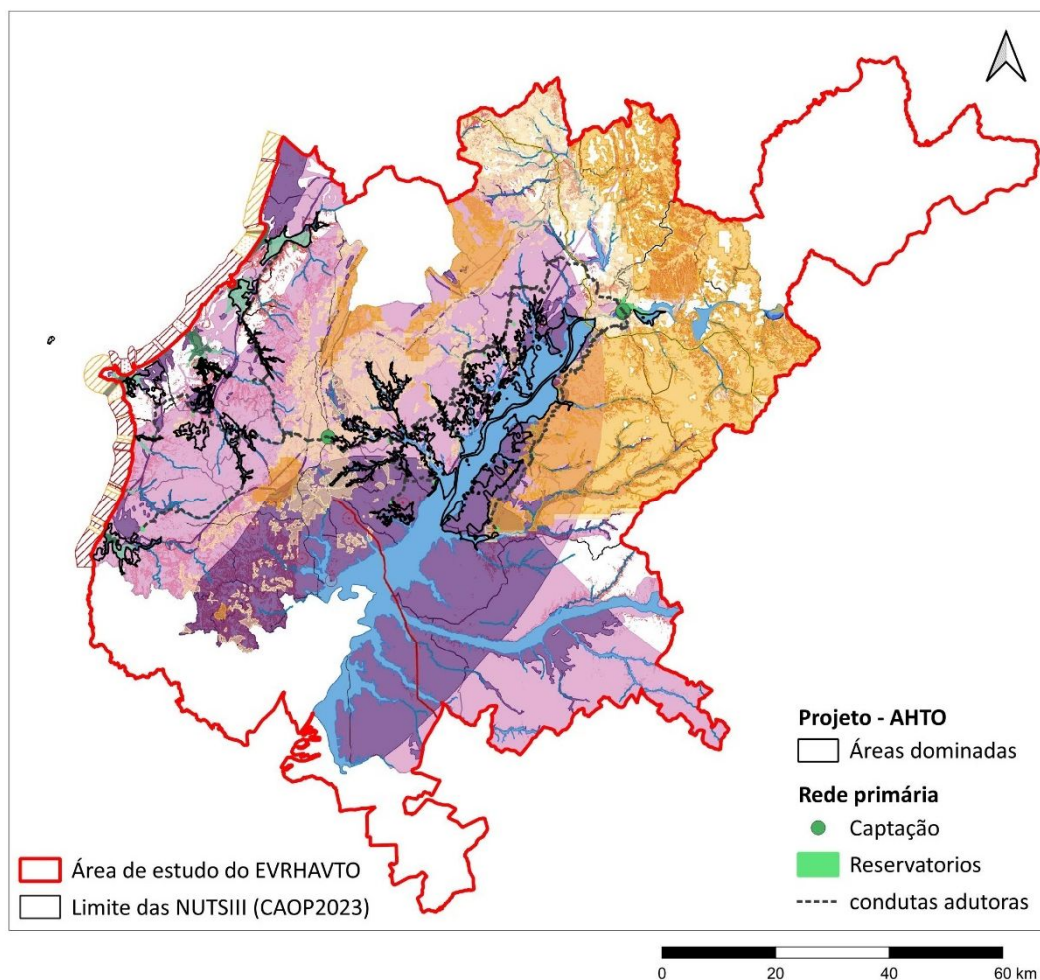 Projeto - AHTO
Áreas dominadas
Rede primária
Captação
Reservatorios
condutas adutoras
Área de estudo do EVRHAVTO
Limite das NUTSIII (CAOP2023)
0 20 40 60 km